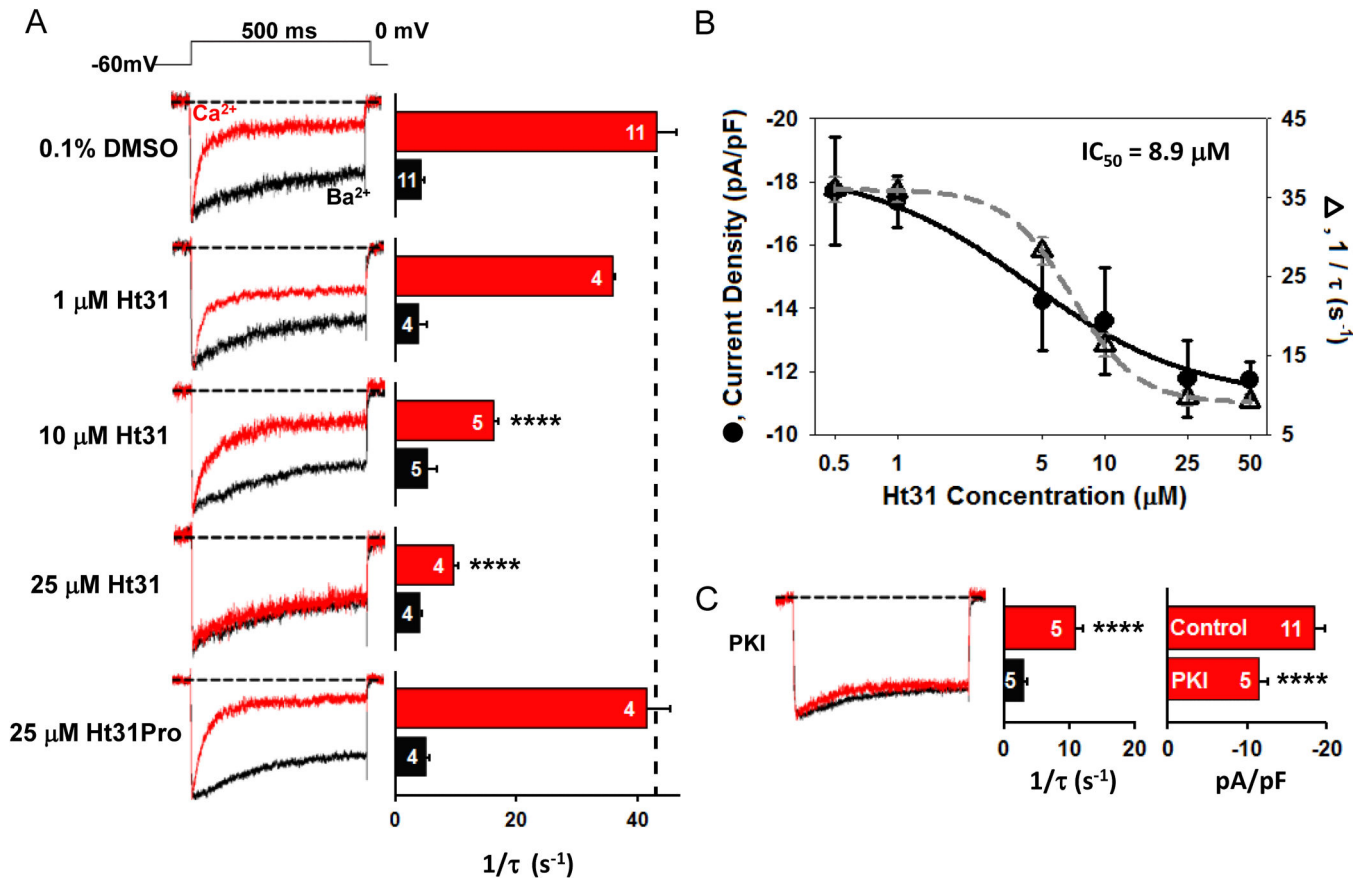 A
500 ms
0 mV
-60mV
Ca2+
Ba2+
0.1% DMSO
11
11
1 μM Ht31
4
4
10 μM Ht31
5
****
5
25 μM Ht31
4
****
4
25 μM Ht31Pro
4
4
0
20
40
1/τ (s-1)
B
●, Current Density (pA/pF)
-20
-18
-16
-14
-12
-10
IC50 = 8.9 μM
45
35
25
15
5
Δ, 1 / τ (s-1)
0.5
1
5
10
25
50
Ht31 Concentration (μM)
C
PKI
5
****
5
0
10
20
1/τ (s-1)
Control
11
PKI
5
****
0
-10
-20
pA/pF